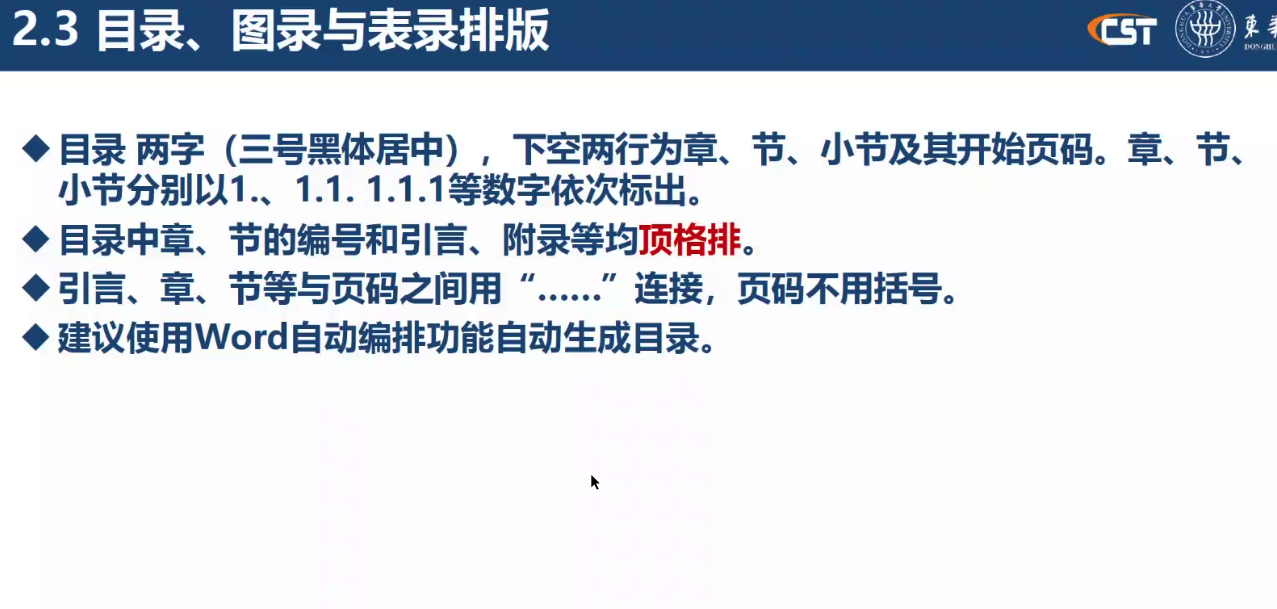 2.3 目录、图录与表录排版
CST
東
DONGHU
◆目录 两字（三号黑体居中），下空两行为章、节、小节及其开始页码。章、节、
小节分别以1.、1.1. 1.1.1等数字依次标出。
◆目录中章、节的编号和引言、附录等均顶格排。
◆引言、章、节等与页码之间用“……”连接，页码不用括号。
◆建议使用Word自动编排功能自动生成目录。